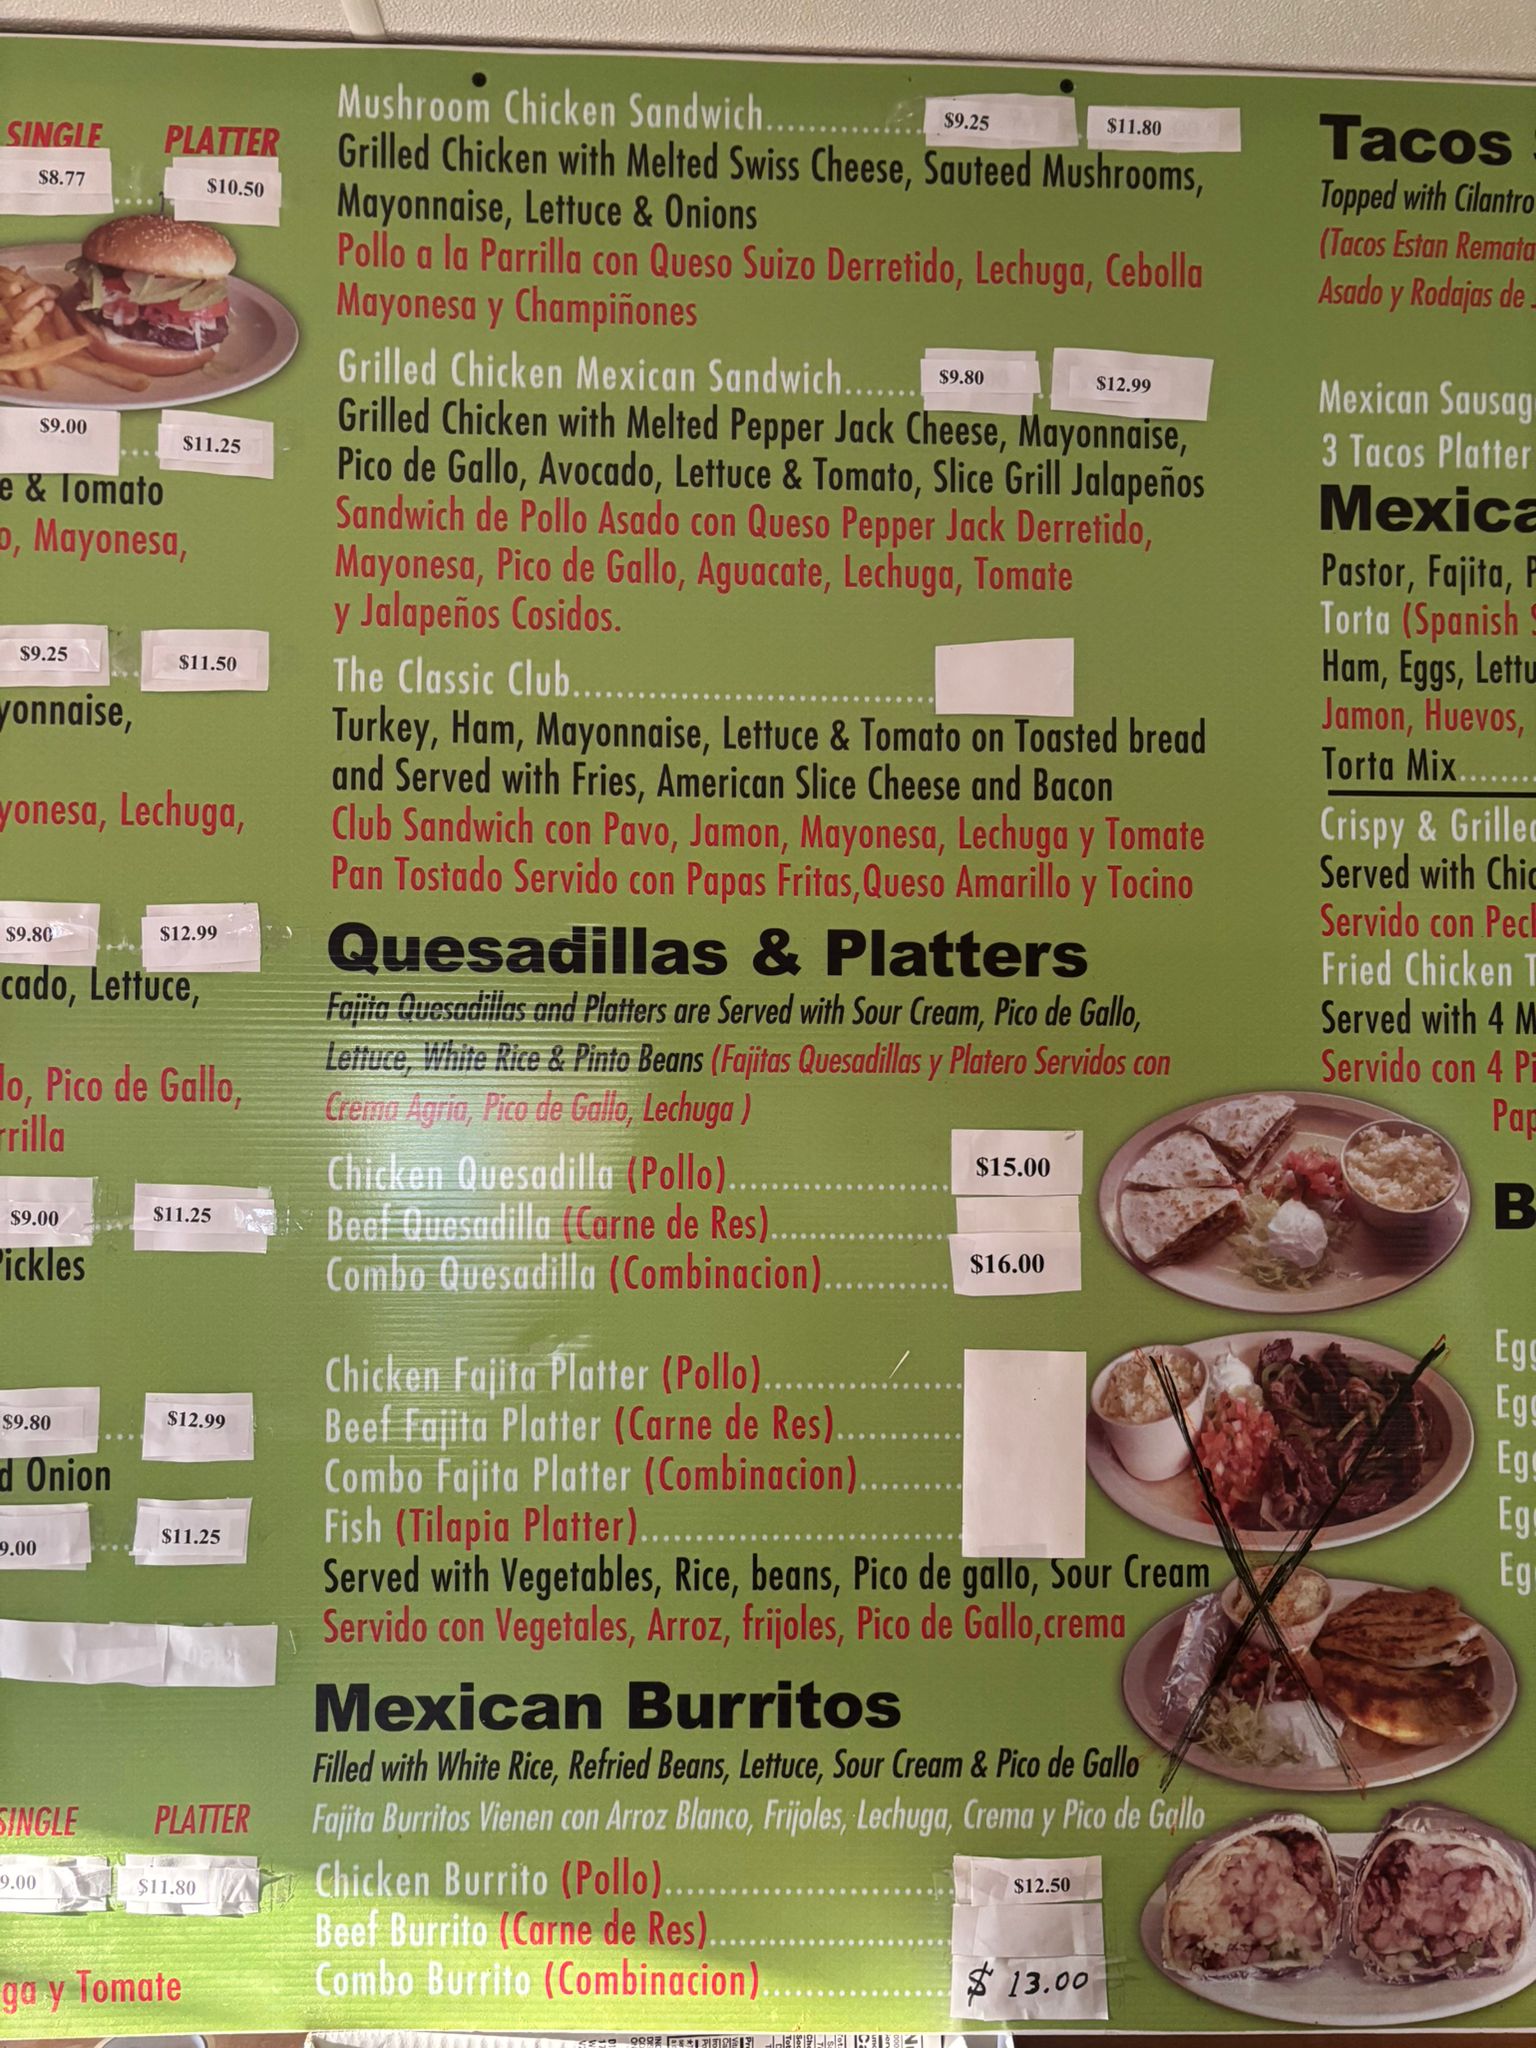 SINGLE PLATTER
$8.77 $10.50
$9.00 $11.25
e & Tomato
o, Mayonesa,
$9.25 $11.50
yonnaise,
yonesa, Lechuga,
$9.80 $12.99
cado, Lettuce,
lo, Pico de Gallo,
rrilla
$9.00 $11.25
Pickles
$9.80 $12.99
d Onion
9.00 $11.25
SINGLE PLATTER
9.00 $11.80
ga y Tomate
Mushroom Chicken Sandwich.............. $9.25 $11.80
Grilled Chicken with Melted Swiss Cheese, Sauteed Mushrooms,
Mayonnaise, Lettuce & Onions
Pollo a la Parrilla con Queso Suizo Derretido, Lechuga, Cebolla
Mayonesa y Champiñones
Grilled Chicken Mexican Sandwich....... $9.80 $12.99
Grilled Chicken with Melted Pepper Jack Cheese, Mayonnaise,
Pico de Gallo, Avocado, Lettuce & Tomato, Slice Grill Jalapeños
Sandwich de Pollo Asado con Queso Pepper Jack Derretido,
Mayonesa, Pico de Gallo, Aguacate, Lechuga, Tomate
y Jalapeños Cosidos.
The Classic Club.................................
Turkey, Ham, Mayonnaise, Lettuce & Tomato on Toasted bread
and Served with Fries, American Slice Cheese and Bacon
Club Sandwich con Pavo, Jamon, Mayonesa, Lechuga y Tomate
Pan Tostado Servido con Papas Fritas,Queso Amarillo y Tocino
Quesadillas & Platters
Fajita Quesadillas and Platters are Served with Sour Cream, Pico de Gallo,
Lettuce, White Rice & Pinto Beans (Fajitas Quesadillas y Platero Servidos con
Crema Agria, Pico de Gallo, Lechuga )
Chicken Quesadilla (Pollo).................... $15.00
Beef Quesadilla (Carne de Res)................
Combo Quesadilla (Combinacion)........... $16.00
Chicken Fajita Platter (Pollo)..................
Beef Fajita Platter (Carne de Res)...........
Combo Fajita Platter (Combinacion).........
Fish (Tilapia Platter)............................
Served with Vegetables, Rice, beans, Pico de gallo, Sour Cream
Servido con Vegetales, Arroz, frijoles, Pico de Gallo,crema
Mexican Burritos
Filled with White Rice, Refried Beans, Lettuce, Sour Cream & Pico de Gallo
Fajita Burritos Vienen con Arroz Blanco, Frijoles, Lechuga, Crema y Pico de Gallo
Chicken Burrito (Pollo)......................... $12.50
Beef Burrito (Carne de Res).....................
Combo Burrito (Combinacion)................ $ 13.00
Tacos
Topped with Cilantro
(Tacos Estan Remata
Asado y Rodajas de
Mexican Sausag
3 Tacos Platter
Mexica
Pastor, Fajita, P
Torta (Spanish S
Ham, Eggs, Lettu
Jamon, Huevos,
Torta Mix.......
Crispy & Grilled
Served with Chic
Servido con Pech
Fried Chicken T
Served with 4 M
Servido con 4 Pi
Pap
B
Egg
Egg
Egg
Egg
Egg